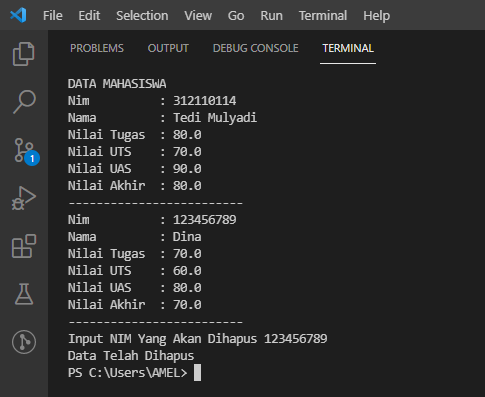 File Edit Selection View Go Run Terminal Help
PROBLEMS OUTPUT DEBUG CONSOLE TERMINAL
DATA MAHASISWA
Nim : 312110114
Nama : Tedi Mulyadi
Nilai Tugas : 80.0
Nilai UTS : 70.0
Nilai UAS : 90.0
Nilai Akhir : 80.0
-------------------------
Nim : 123456789
Nama : Dina
Nilai Tugas : 70.0
Nilai UTS : 60.0
Nilai UAS : 80.0
Nilai Akhir : 70.0
-------------------------
Input NIM Yang Akan Dihapus 123456789
Data Telah Dihapus
PS C:\Users\AMEL>
1